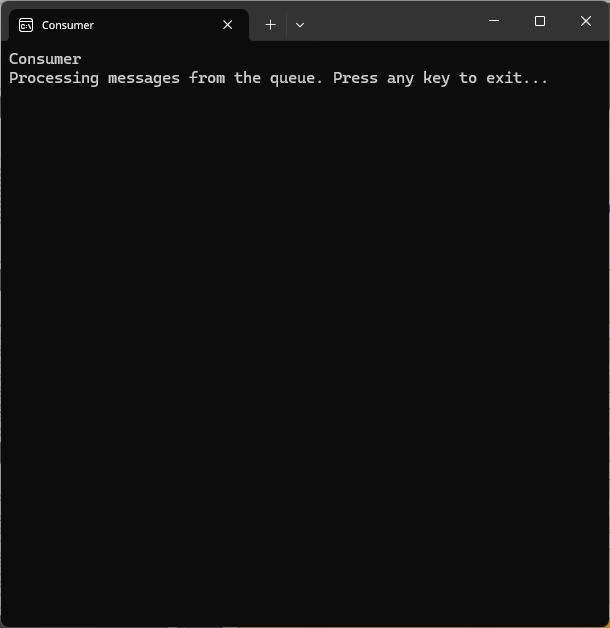 Consumer
Consumer
Processing messages from the queue. Press any key to exit...